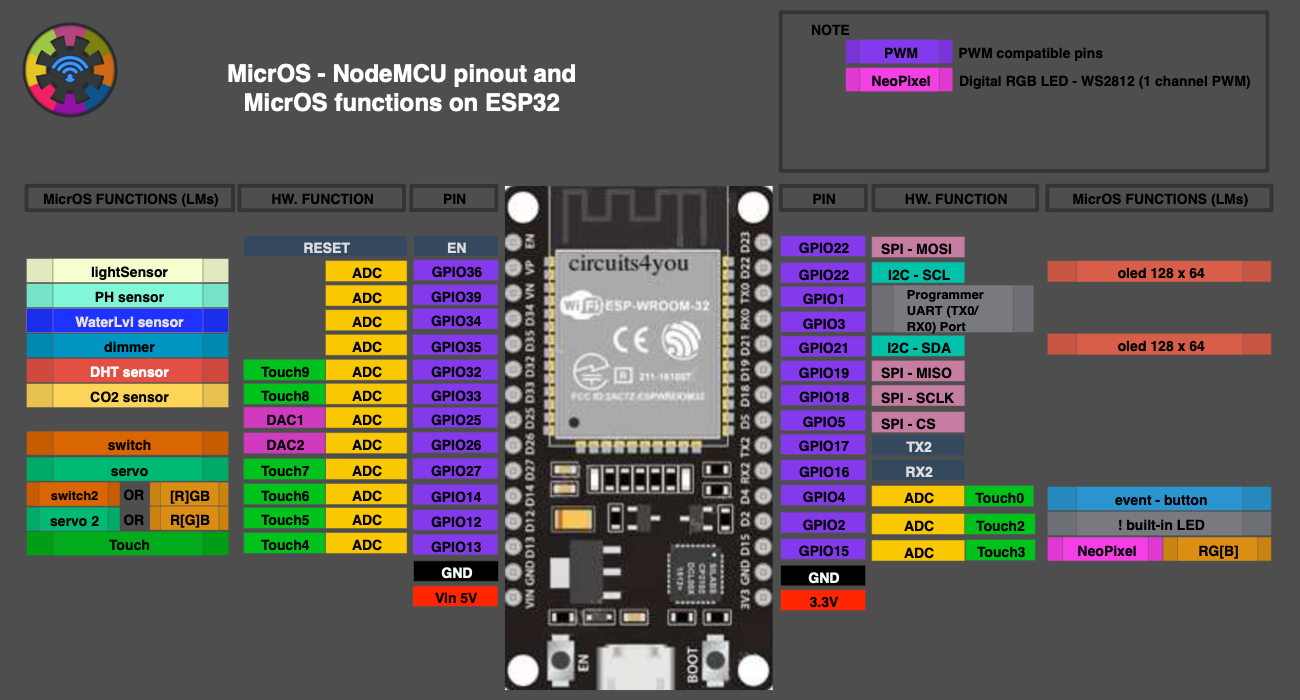 MicrOS - NodeMCU pinout and
MicrOS functions on ESP32
NOTE
PWM PWM compatible pins
NeoPixel Digital RGB LED - WS2812 (1 channel PWM)
MicrOS FUNCTIONS (LMs) HW. FUNCTION PIN
RESET EN
lightSensor ADC GPIO36
PH sensor ADC GPIO39
WaterLvl sensor ADC GPIO34
dimmer ADC GPIO35
DHT sensor Touch9 ADC GPIO32
CO2 sensor Touch8 ADC GPIO33
DAC1 ADC GPIO25
switch DAC2 ADC GPIO26
servo Touch7 ADC GPIO27
switch2 OR [R]GB Touch6 ADC GPIO14
servo 2 OR R[G]B Touch5 ADC GPIO12
Touch Touch4 ADC GPIO13
GND
Vin 5V
EN
VP
VN
D34
D35
D32
D33
D25
D26
D27
D14
D12
D13
GND
VIN
circuits4you
WiFi ESP-WROOM-32
CE
R 211-161007
FCC ID:2AC7Z-ESPWROOM32
SILABS
CP2102
EN
BOOT
D23
D22
TX0
RX0
D21
D19
D18
D5
TX2
RX2
D4
D2
D15
GND
3V3
PIN HW. FUNCTION MicrOS FUNCTIONS (LMs)
GPIO22 SPI - MOSI
GPIO22 I2C - SCL oled 128 x 64
GPIO1 Programmer
UART (TX0/
GPIO3 RX0) Port
GPIO21 I2C - SDA oled 128 x 64
GPIO19 SPI - MISO
GPIO18 SPI - SCLK
GPIO5 SPI - CS
GPIO17 TX2
GPIO16 RX2
GPIO4 ADC Touch0 event - button
GPIO2 ADC Touch2 ! built-in LED
GPIO15 ADC Touch3 NeoPixel RG[B]
GND
3.3V